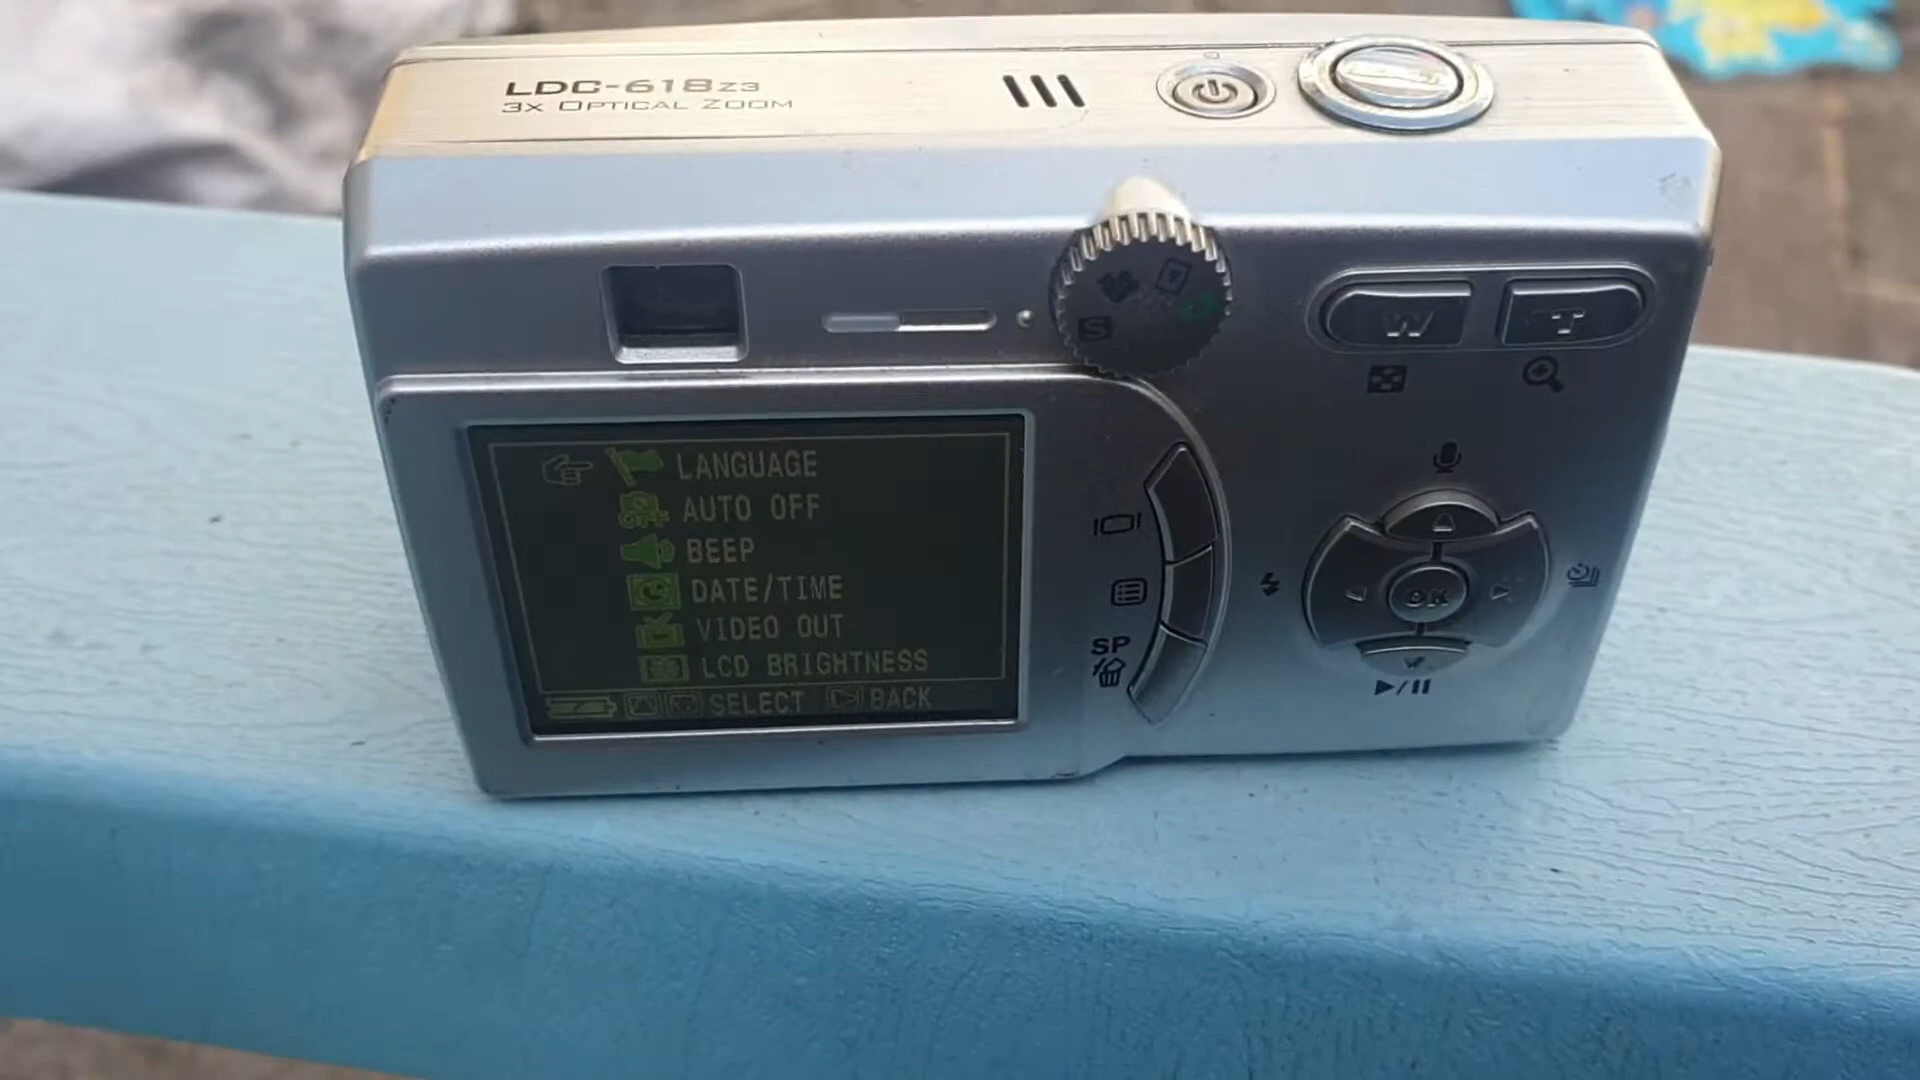 LDC-618Z3
3x OPTICAL ZOOM
W T
S
LANGUAGE
AUTO OFF
BEEP
DATE/TIME
VIDEO OUT
LCD BRIGHTNESS
SELECT BACK
SP
OK